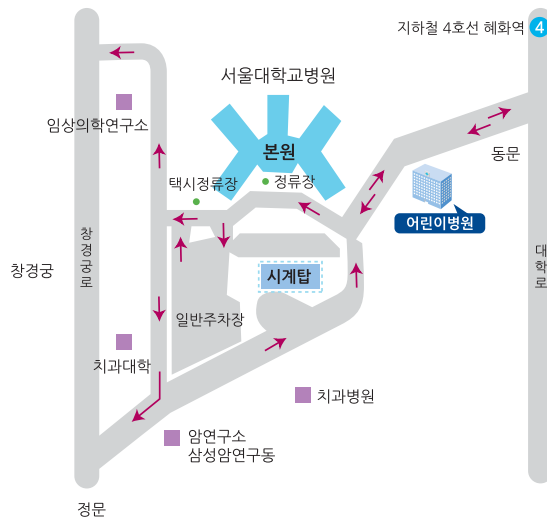 지하철 4호선 혜화역 4
서울대학교병원
임상의학연구소
본원
동문
택시정류장
정류장
어린이병원
창경궁로
대학로
창경궁
시계탑
일반주차장
치과대학
치과병원
암연구소
삼성암연구동
정문